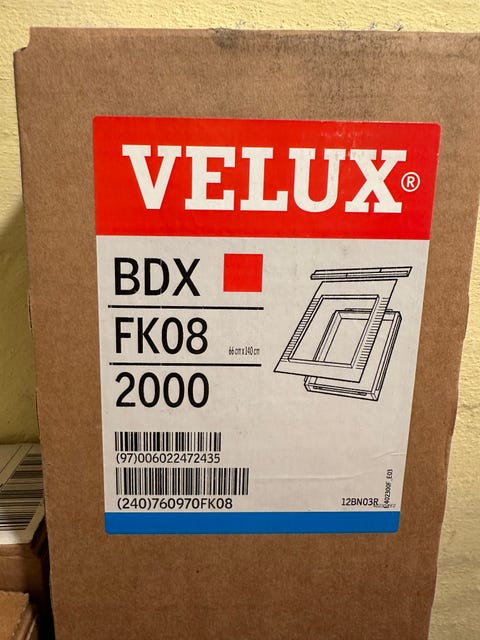 VELUX®
BDX
FK08 66 cm x 140 cm
2000
(97)006022472435
(240)760970FK08
12BN03R